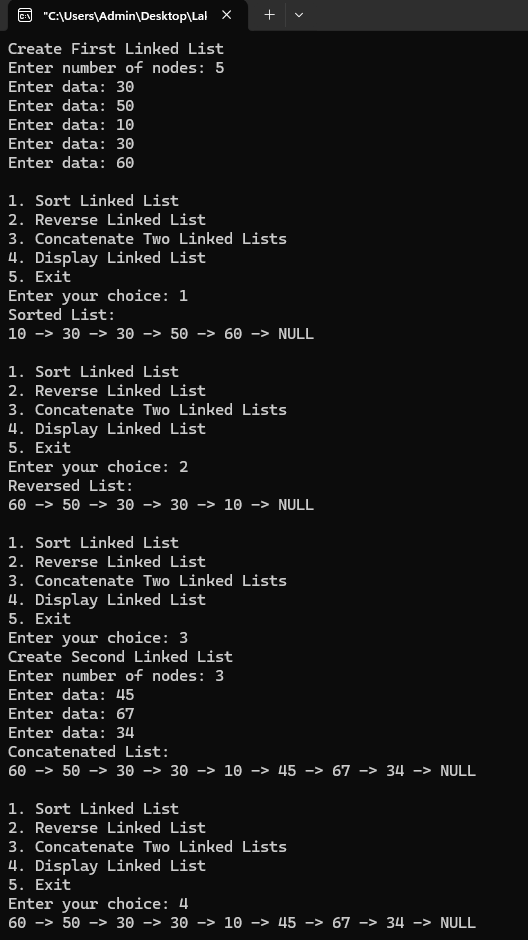 "C:\Users\Admin\Desktop\Lal
Create First Linked List
Enter number of nodes: 5
Enter data: 30
Enter data: 50
Enter data: 10
Enter data: 30
Enter data: 60
1. Sort Linked List
2. Reverse Linked List
3. Concatenate Two Linked Lists
4. Display Linked List
5. Exit
Enter your choice: 1
Sorted List:
10 -> 30 -> 30 -> 50 -> 60 -> NULL
1. Sort Linked List
2. Reverse Linked List
3. Concatenate Two Linked Lists
4. Display Linked List
5. Exit
Enter your choice: 2
Reversed List:
60 -> 50 -> 30 -> 30 -> 10 -> NULL
1. Sort Linked List
2. Reverse Linked List
3. Concatenate Two Linked Lists
4. Display Linked List
5. Exit
Enter your choice: 3
Create Second Linked List
Enter number of nodes: 3
Enter data: 45
Enter data: 67
Enter data: 34
Concatenated List:
60 -> 50 -> 30 -> 30 -> 10 -> 45 -> 67 -> 34 -> NULL
1. Sort Linked List
2. Reverse Linked List
3. Concatenate Two Linked Lists
4. Display Linked List
5. Exit
Enter your choice: 4
60 -> 50 -> 30 -> 30 -> 10 -> 45 -> 67 -> 34 -> NULL